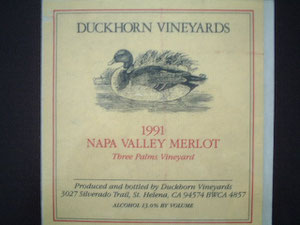 DUCKHORN VINEYARDS
1991
NAPA VALLEY MERLOT
Three Palms Vineyard
Produced and bottled by Duckhorn Vineyards
3027 Silverado Trail, St. Helena, CA 94574 BWCA 4857
ALCOHOL 13.0% BY VOLUME